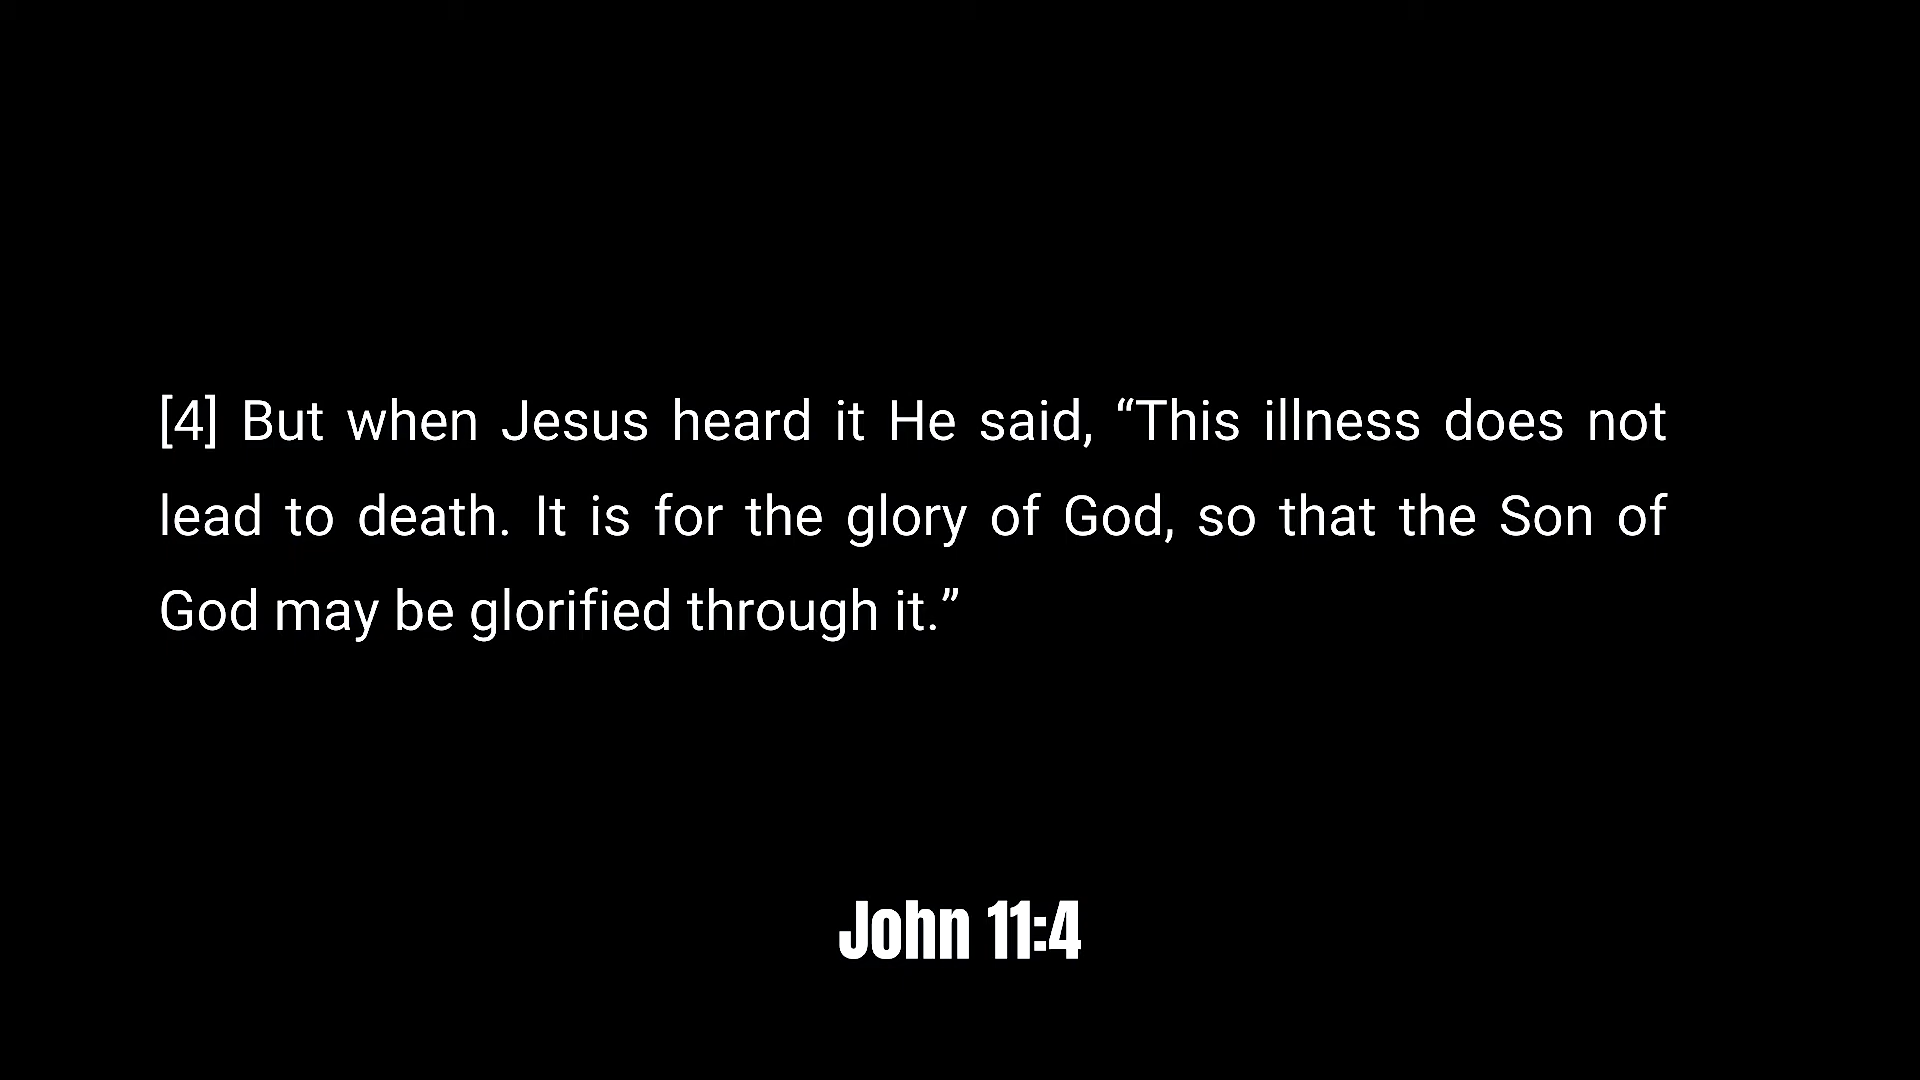 [4] But when Jesus heard it He said, “This illness does not
lead to death. It is for the glory of God, so that the Son of
God may be glorified through it.”
John 11:4